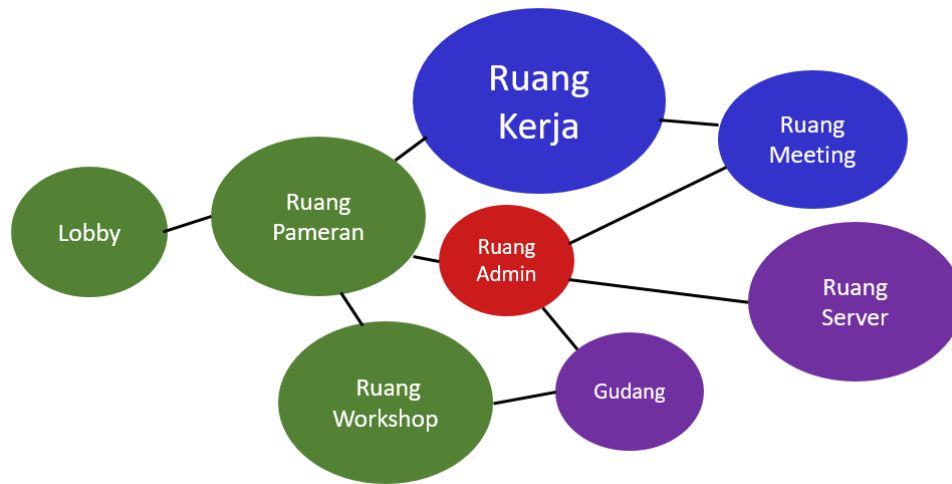 Ruang
Kerja
Ruang
Meeting
Ruang
Pameran
Lobby
Ruang
Admin
Ruang
Server
Ruang
Workshop
Gudang